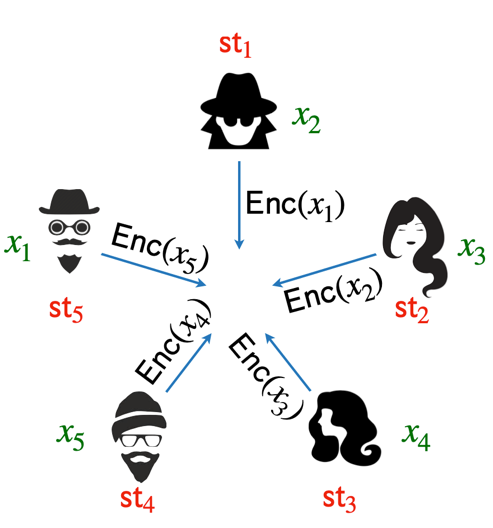 st₁
x₂
Enc(x₁)
x₁
Enc(x₅)
x₃
Enc(x₂)
st₅
st₂
Enc(x₄)
Enc(x₃)
x₅
x₄
st₄
st₃